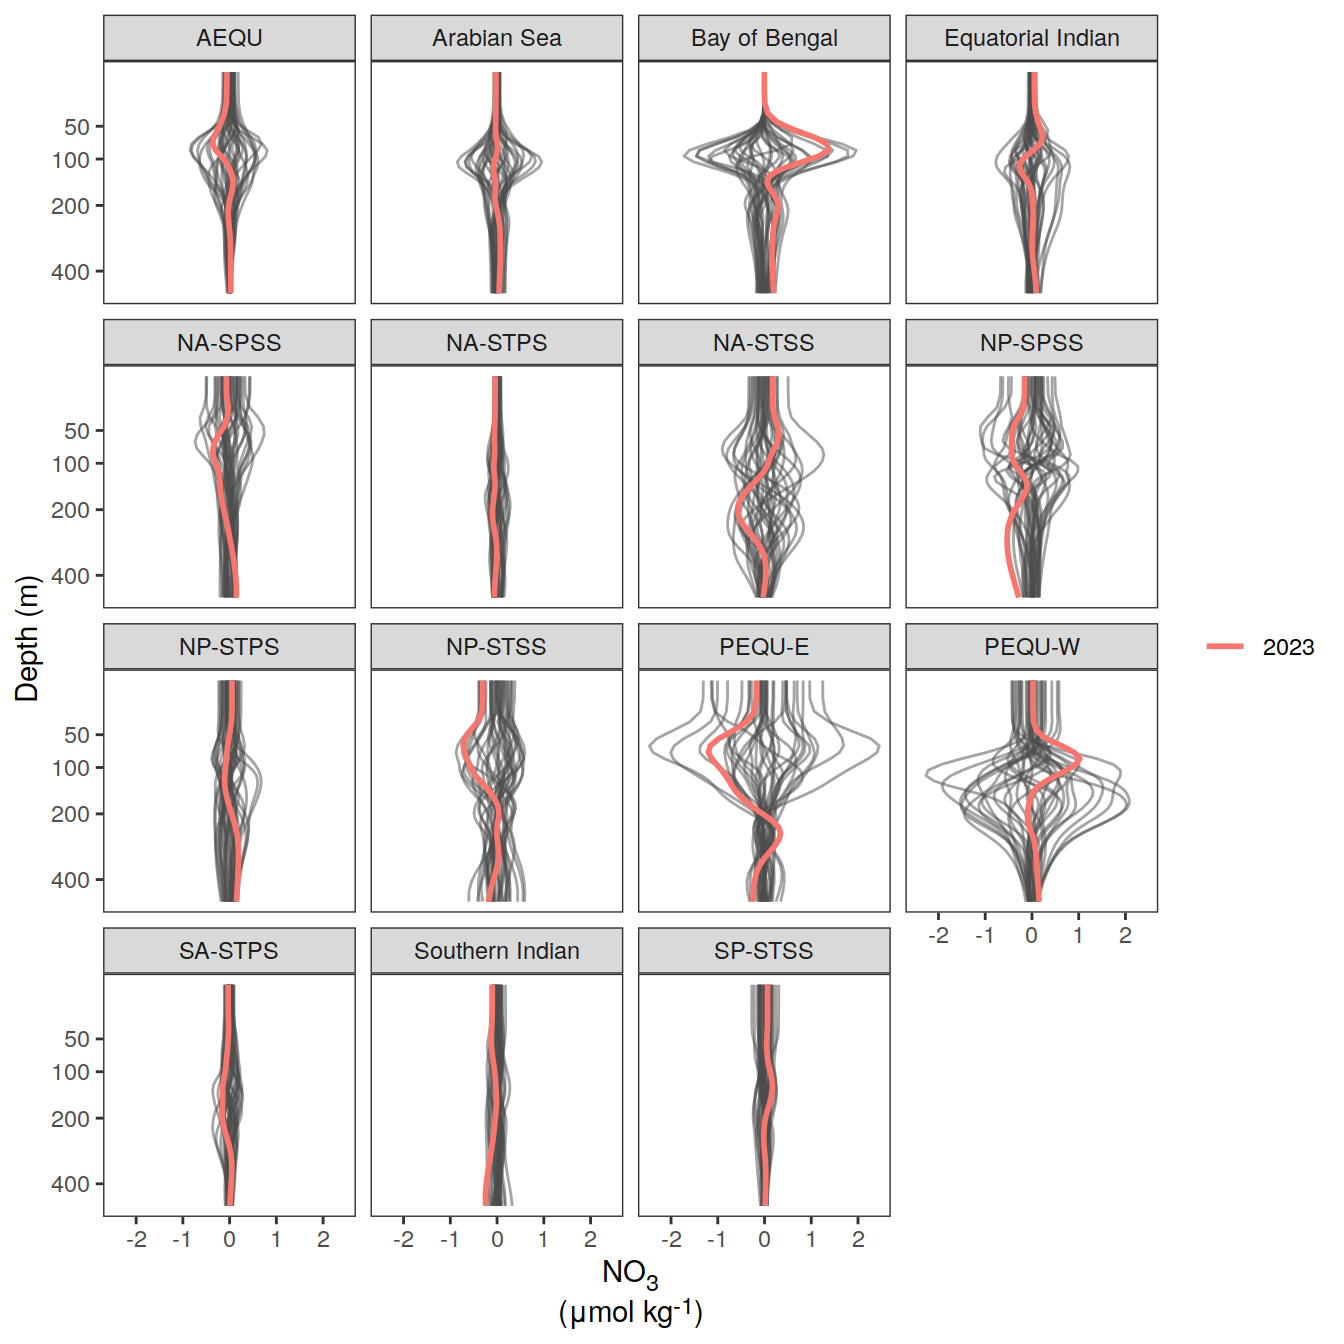 AEQU Arabian Sea Bay of Bengal Equatorial Indian
50
100
200
400
NA-SPSS NA-STPS NA-STSS NP-SPSS
50
100
200
400
NP-STPS NP-STSS PEQU-E PEQU-W
50
100
200
400
-2 -1 0 1 2
SA-STPS Southern Indian SP-STSS
50
100
200
400
-2 -1 0 1 2 -2 -1 0 1 2 -2 -1 0 1 2
Depth (m)
NO₃
(μmol kg⁻¹)
2023